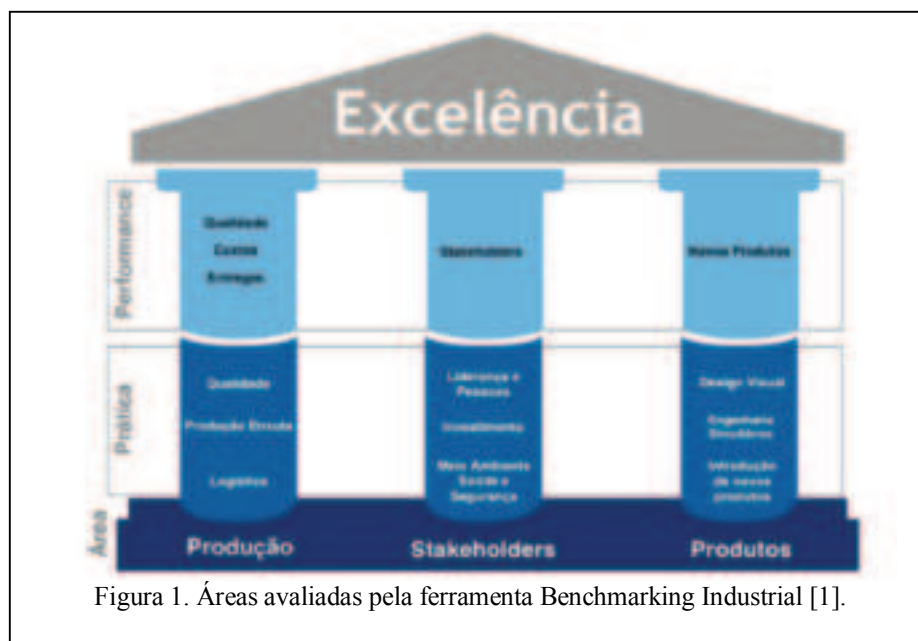 Excelência
Performance
Qualidade
Custos
Entregas
Stakeholders
Novos Produtos
Prática
Qualidade
Produção Enxuta
Logística
Liderança e
Pessoas
Investimento
Meio Ambiente
Saúde e
Segurança
Design Visual
Engenharia
Simultânea
Introdução
de novos
produtos
Área
Produção
Stakeholders
Produtos
Figura 1. Áreas avaliadas pela ferramenta Benchmarking Industrial [1].